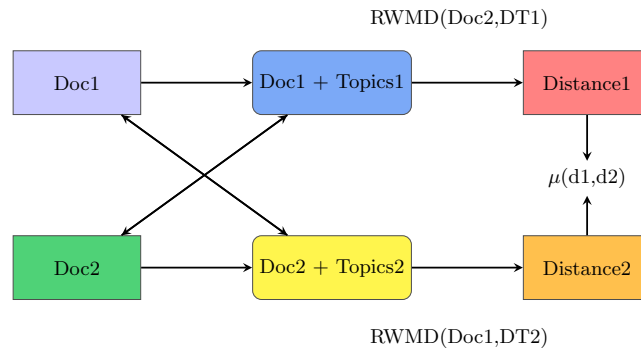 RWMD(Doc2,DT1)
Doc1
Doc1 + Topics1
Distance1
μ(d1,d2)
Doc2
Doc2 + Topics2
Distance2
RWMD(Doc1,DT2)